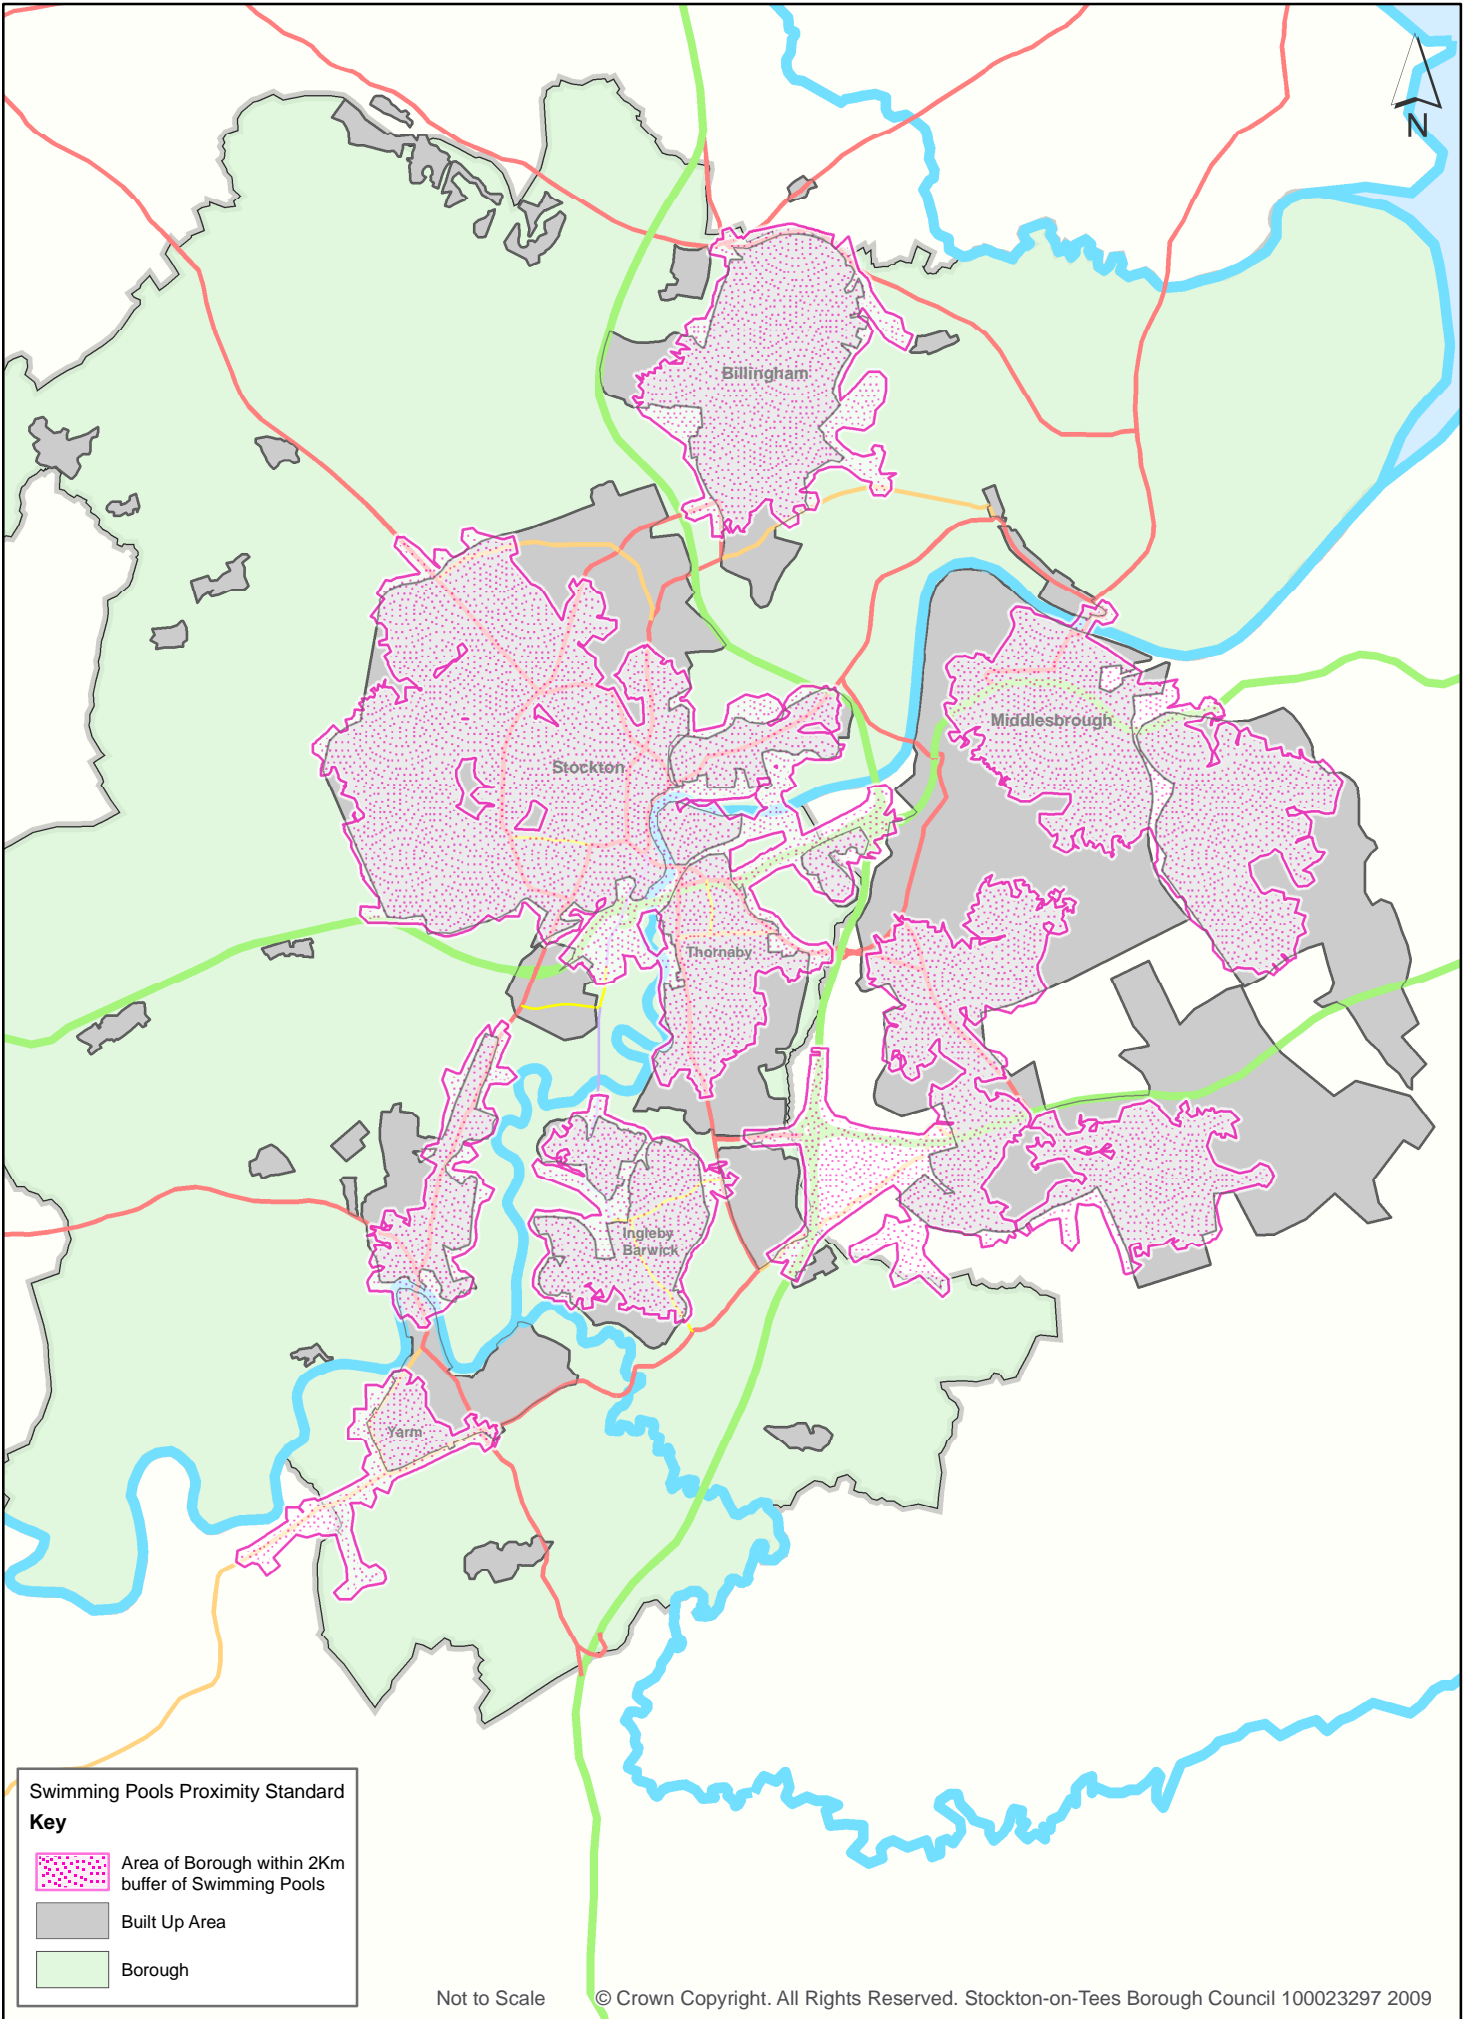 N
Billingham
Middlesbrough
Stockton
Thornaby
Ingleby
Barwick
Yarm
Swimming Pools Proximity Standard
Key
Area of Borough within 2Km
buffer of Swimming Pools
Built Up Area
Borough
Not to Scale
© Crown Copyright. All Rights Reserved. Stockton-on-Tees Borough Council 100023297 2009